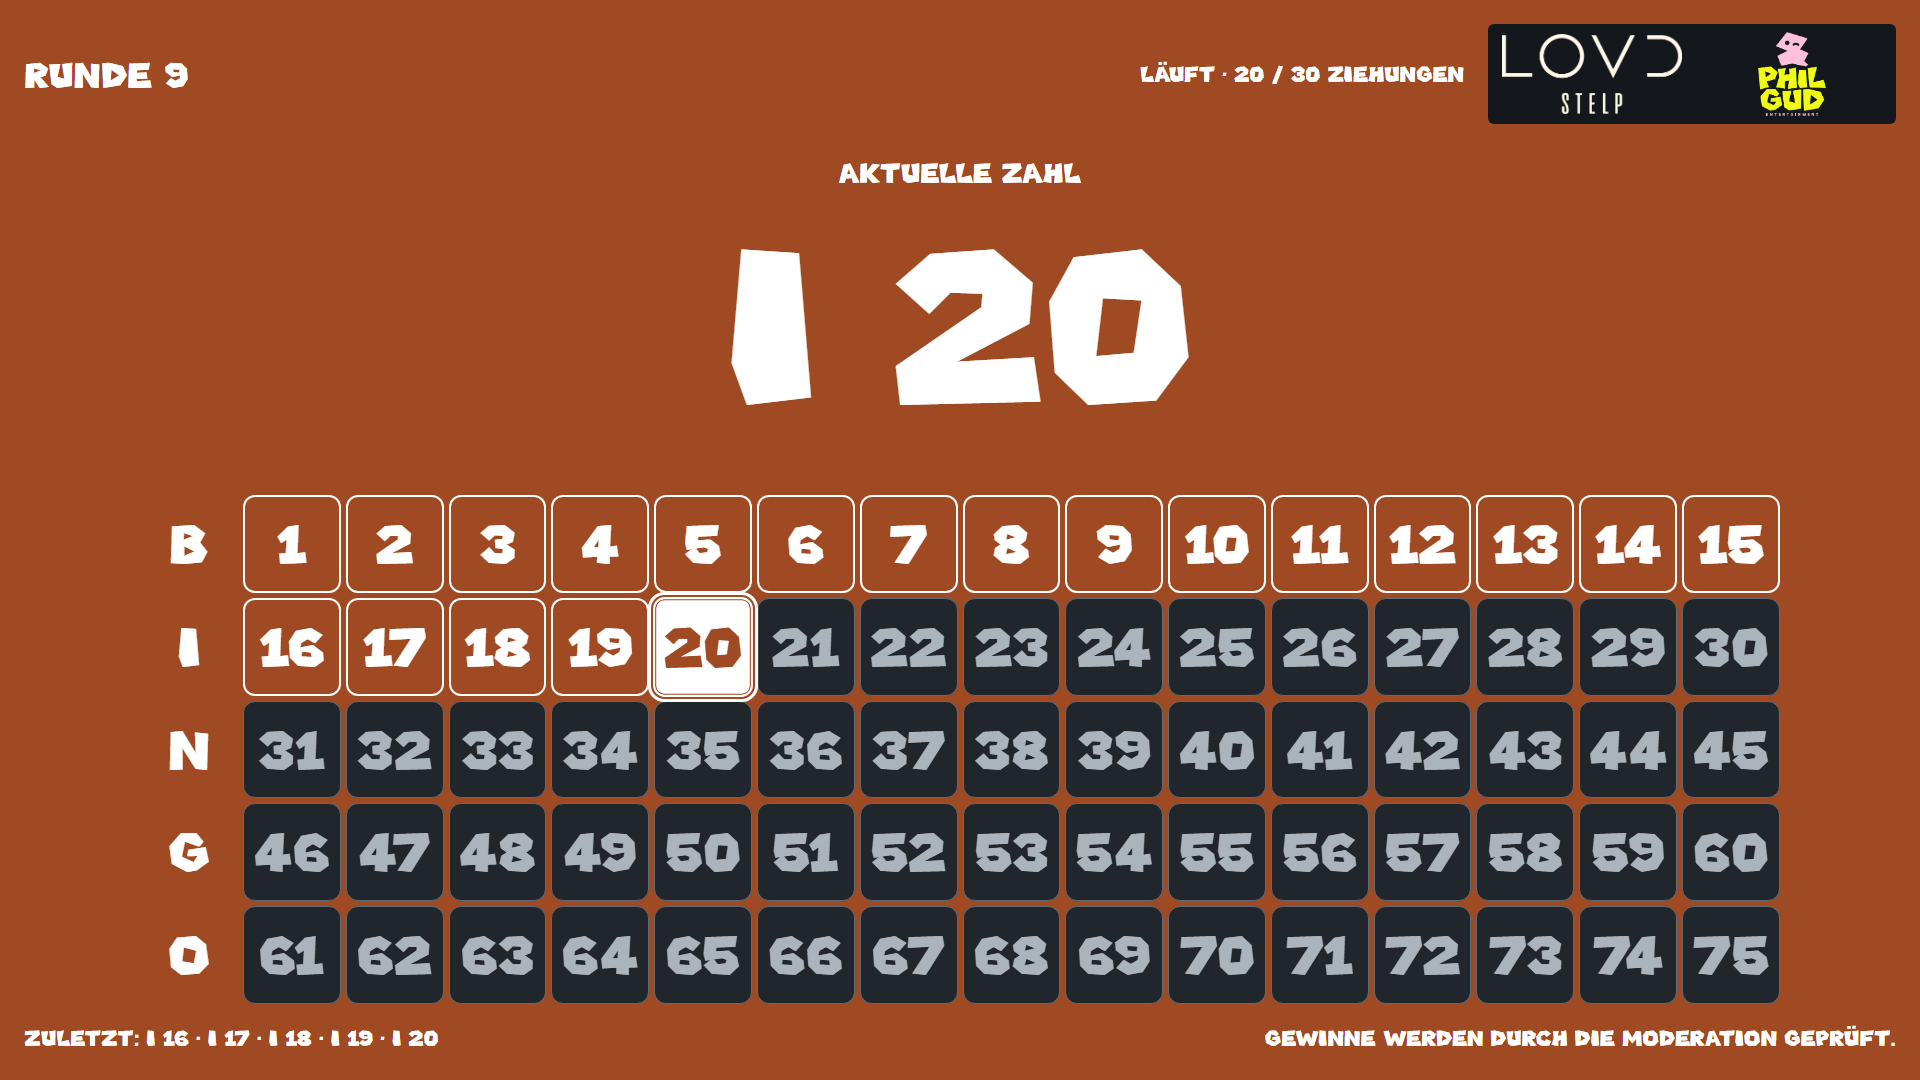 RUNDE 9
LÄUFT · 20 / 30 ZIEHUNGEN
LOVD
STELP
PHIL
GUD
ENTERTAINMENT
AKTUELLE ZAHL
I 20
B 1 2 3 4 5 6 7 8 9 10 11 12 13 14 15
I 16 17 18 19 20 21 22 23 24 25 26 27 28 29 30
N 31 32 33 34 35 36 37 38 39 40 41 42 43 44 45
G 46 47 48 49 50 51 52 53 54 55 56 57 58 59 60
O 61 62 63 64 65 66 67 68 69 70 71 72 73 74 75
ZULETZT: I 16 · I 17 · I 18 · I 19 · I 20
GEWINNE WERDEN DURCH DIE MODERATION GEPRÜFT.